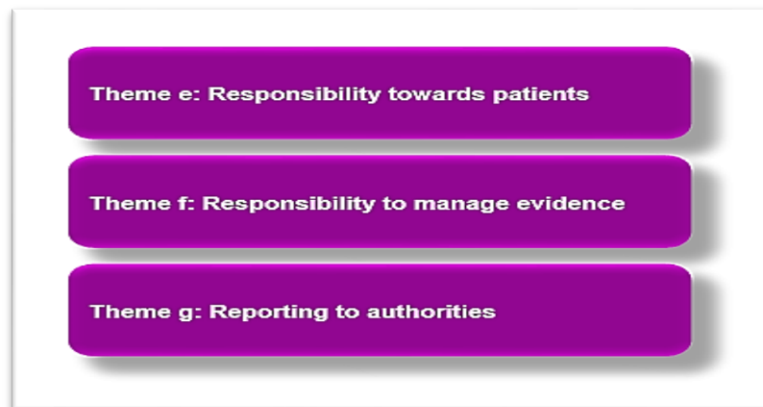 Theme e: Responsibility towards patients
Theme f: Responsibility to manage evidence
Theme g: Reporting to authorities